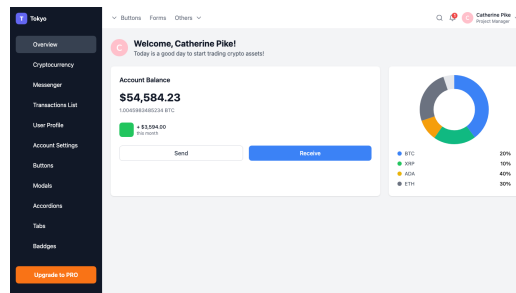 T Tokyo
Overview
Cryptocurrency
Messenger
Transactions List
User Profile
Account Settings
Buttons
Modals
Accordions
Tabs
Badges
Upgrade to PRO
Buttons Forms Others
C Catherine Pike
Project Manager
C Welcome, Catherine Pike!
Today is a good day to start trading crypto assets!
Account Balance
$54,584.23
1.0045983485234 BTC
+ $3,594.00
this month
Send Receive
BTC 20%
XRP 10%
ADA 40%
ETH 30%